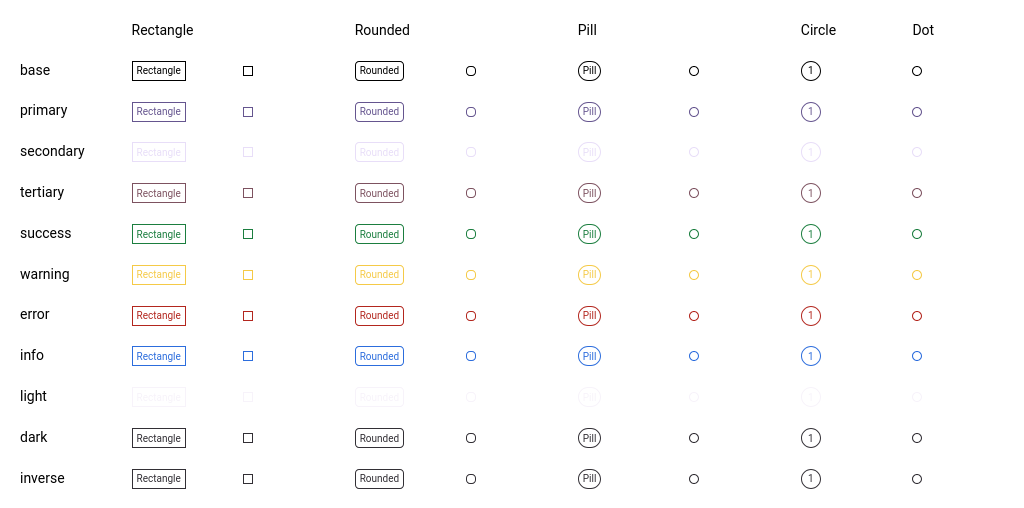 Rectangle Rounded Pill Circle Dot
base Rectangle Rounded Pill 1
primary Rectangle Rounded Pill 1
secondary Rectangle Rounded Pill 1
tertiary Rectangle Rounded Pill 1
success Rectangle Rounded Pill 1
warning Rectangle Rounded Pill 1
error Rectangle Rounded Pill 1
info Rectangle Rounded Pill 1
light Rectangle Rounded Pill 1
dark Rectangle Rounded Pill 1
inverse Rectangle Rounded Pill 1